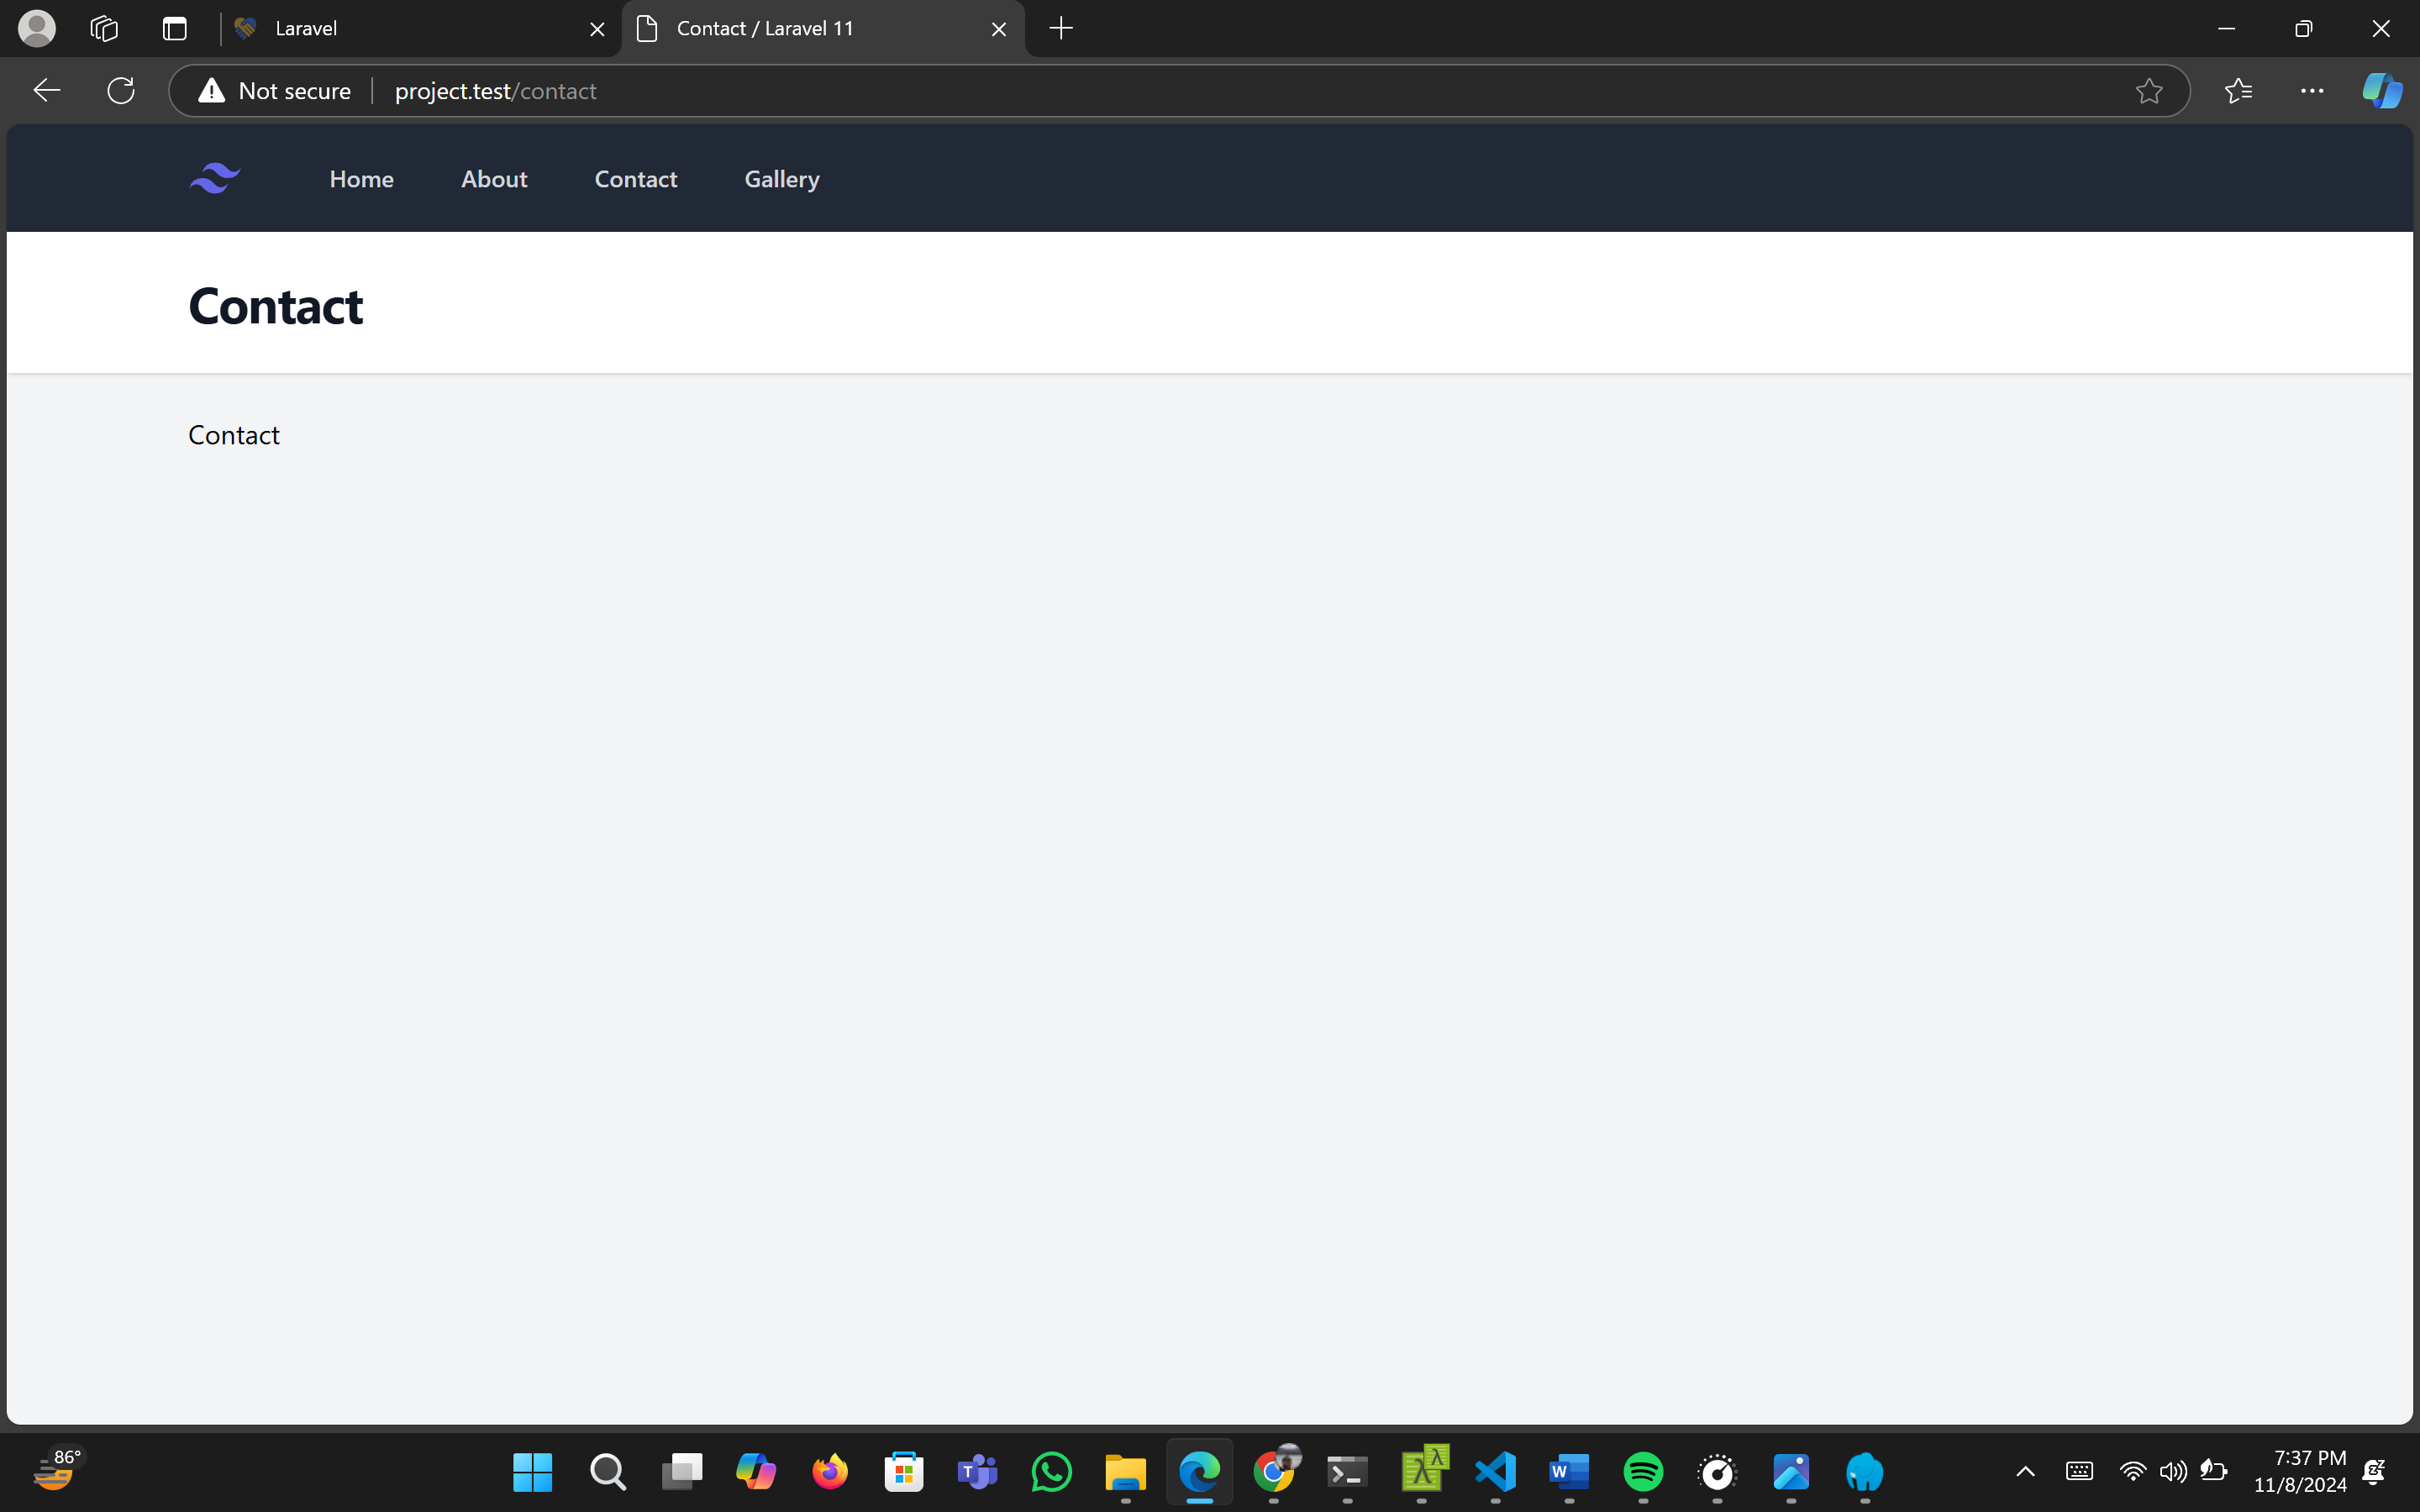 Laravel
Contact / Laravel 11
Not secure
project.test/contact
Home
About
Contact
Gallery
Contact
Contact
86°
7:37 PM
11/8/2024